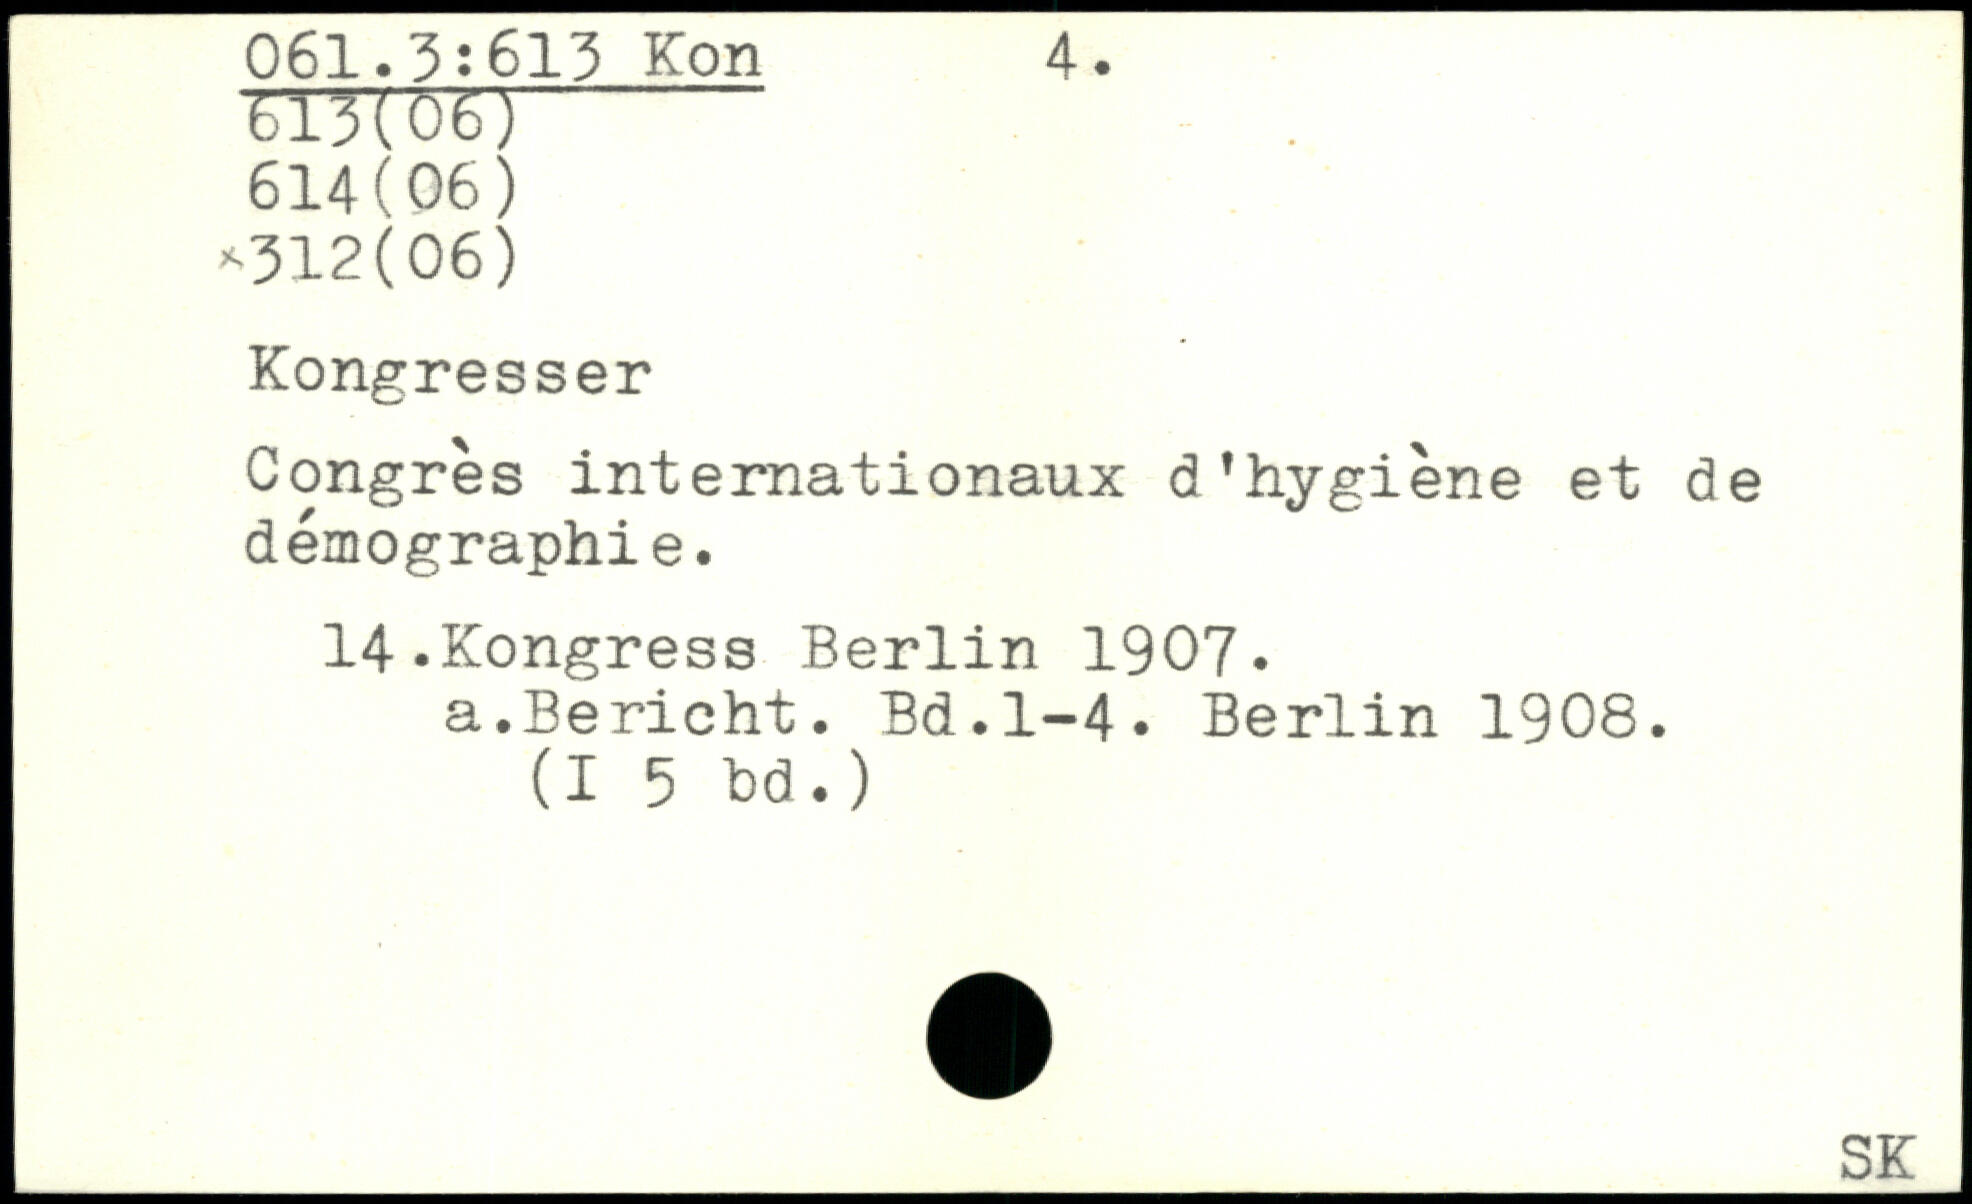 061.3:613 Kon 4.
613(06)
614(06)
×312(06)
Kongresser
Congrès internationaux d'hygiène et de
démographie.
14.Kongress Berlin 1907.
a.Bericht. Bd.1-4. Berlin 1908.
(I 5 bd.)
SK